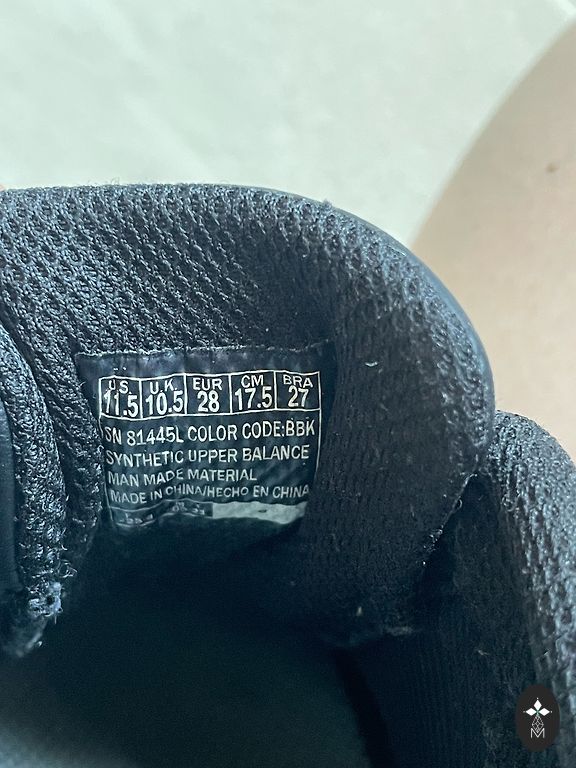 U.S. U.K. EUR CM BRA
11.5 10.5 28 17.5 27
SN 81445L COLOR CODE:BBK
SYNTHETIC UPPER BALANCE
MAN MADE MATERIAL
MADE IN CHINA/HECHO EN CHINA
M